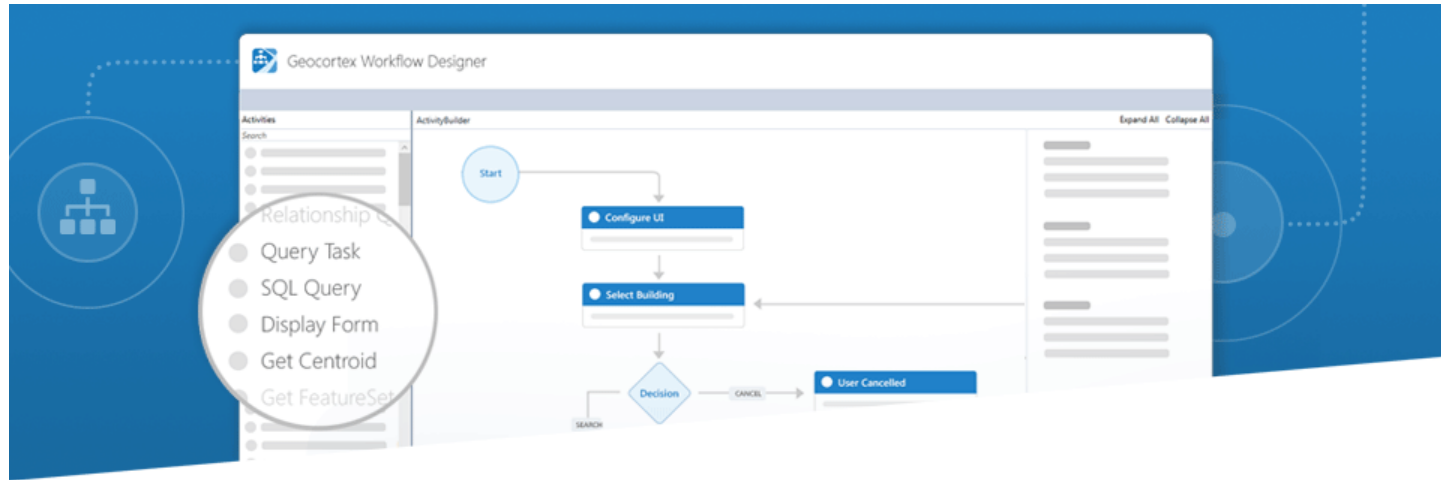 Geocortex Workflow Designer
Activities
ActivityBuilder
Expand All Collapse All
Search
Start
Relationship
Configure UI
Query Task
SQL Query
Select Building
Display Form
Get Centroid
User Cancelled
Decision
CANCEL
Get FeatureSet
SEARCH